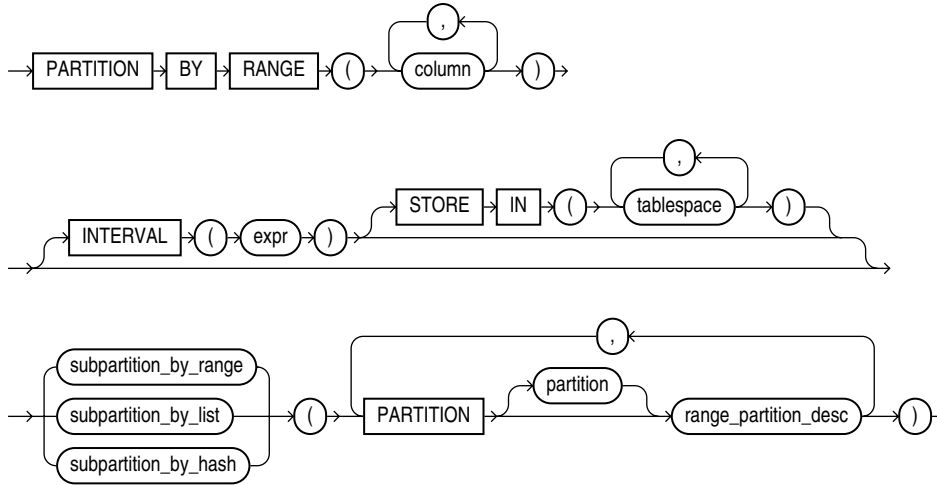 ,
PARTITION BY RANGE ( column )
,
STORE IN ( tablespace )
INTERVAL ( expr )
,
subpartition_by_range
partition
subpartition_by_list ( PARTITION range_partition_desc )
subpartition_by_hash